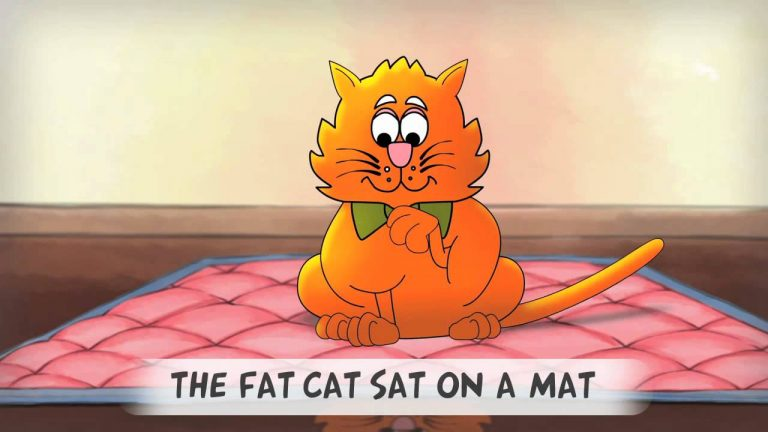 THE FAT CAT SAT ON A MAT